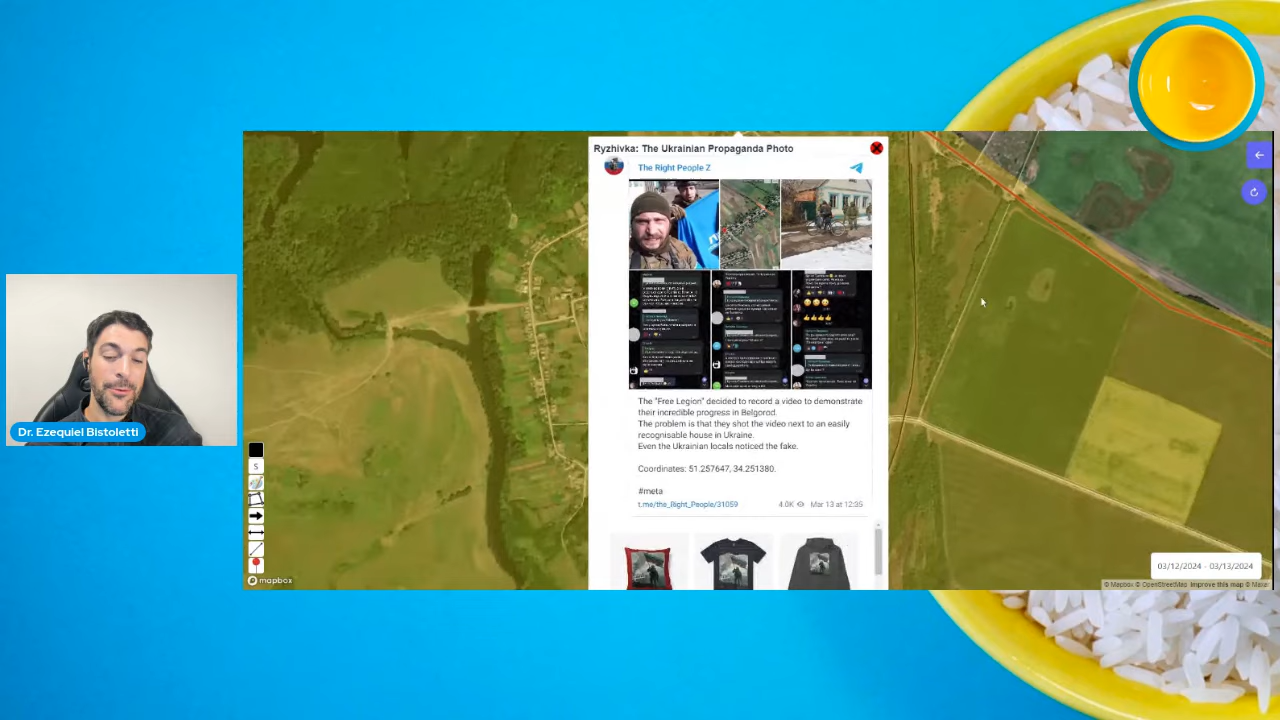 Ryzhivka: The Ukrainian Propaganda Photo
The Right People Z
The "Free Legion" decided to record a video to demonstrate
their incredible progress in Belgorod.
The problem is that they shot the video next to an easily
recognisable house in Ukraine.
Even the Ukrainian locals noticed the fake.
Coordinates: 51.257647, 34.251380.
#meta
t.me/the_Right_People/31059
4.0K
Mar 13 at 12:35
Dr. Ezequiel Bistoletti
5
mapbox
03/12/2024 - 03/13/2024
© Mapbox © OpenStreetMap Improve this map © Maxar